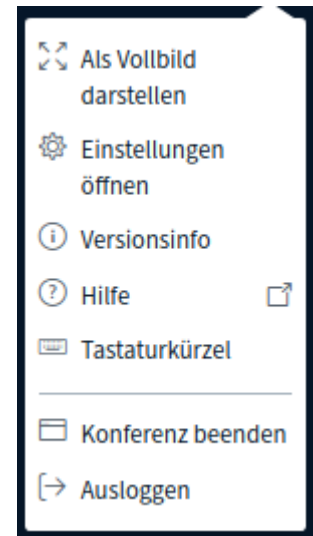 Als Vollbild
darstellen
Einstellungen
öffnen
Versionsinfo
Hilfe
Tastaturkürzel
Konferenz beenden
Ausloggen